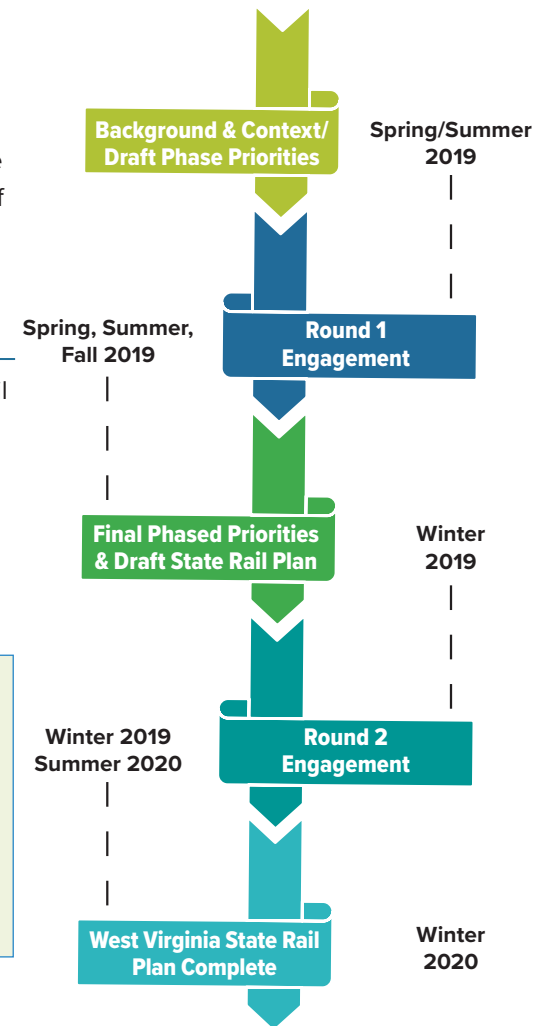 Background & Context/
Draft Phase Priorities
Spring/Summer
2019
Spring, Summer,
Fall 2019
Round 1
Engagement
Final Phased Priorities
& Draft State Rail Plan
Winter
2019
Winter 2019
Summer 2020
Round 2
Engagement
West Virginia State Rail
Plan Complete
Winter
2020